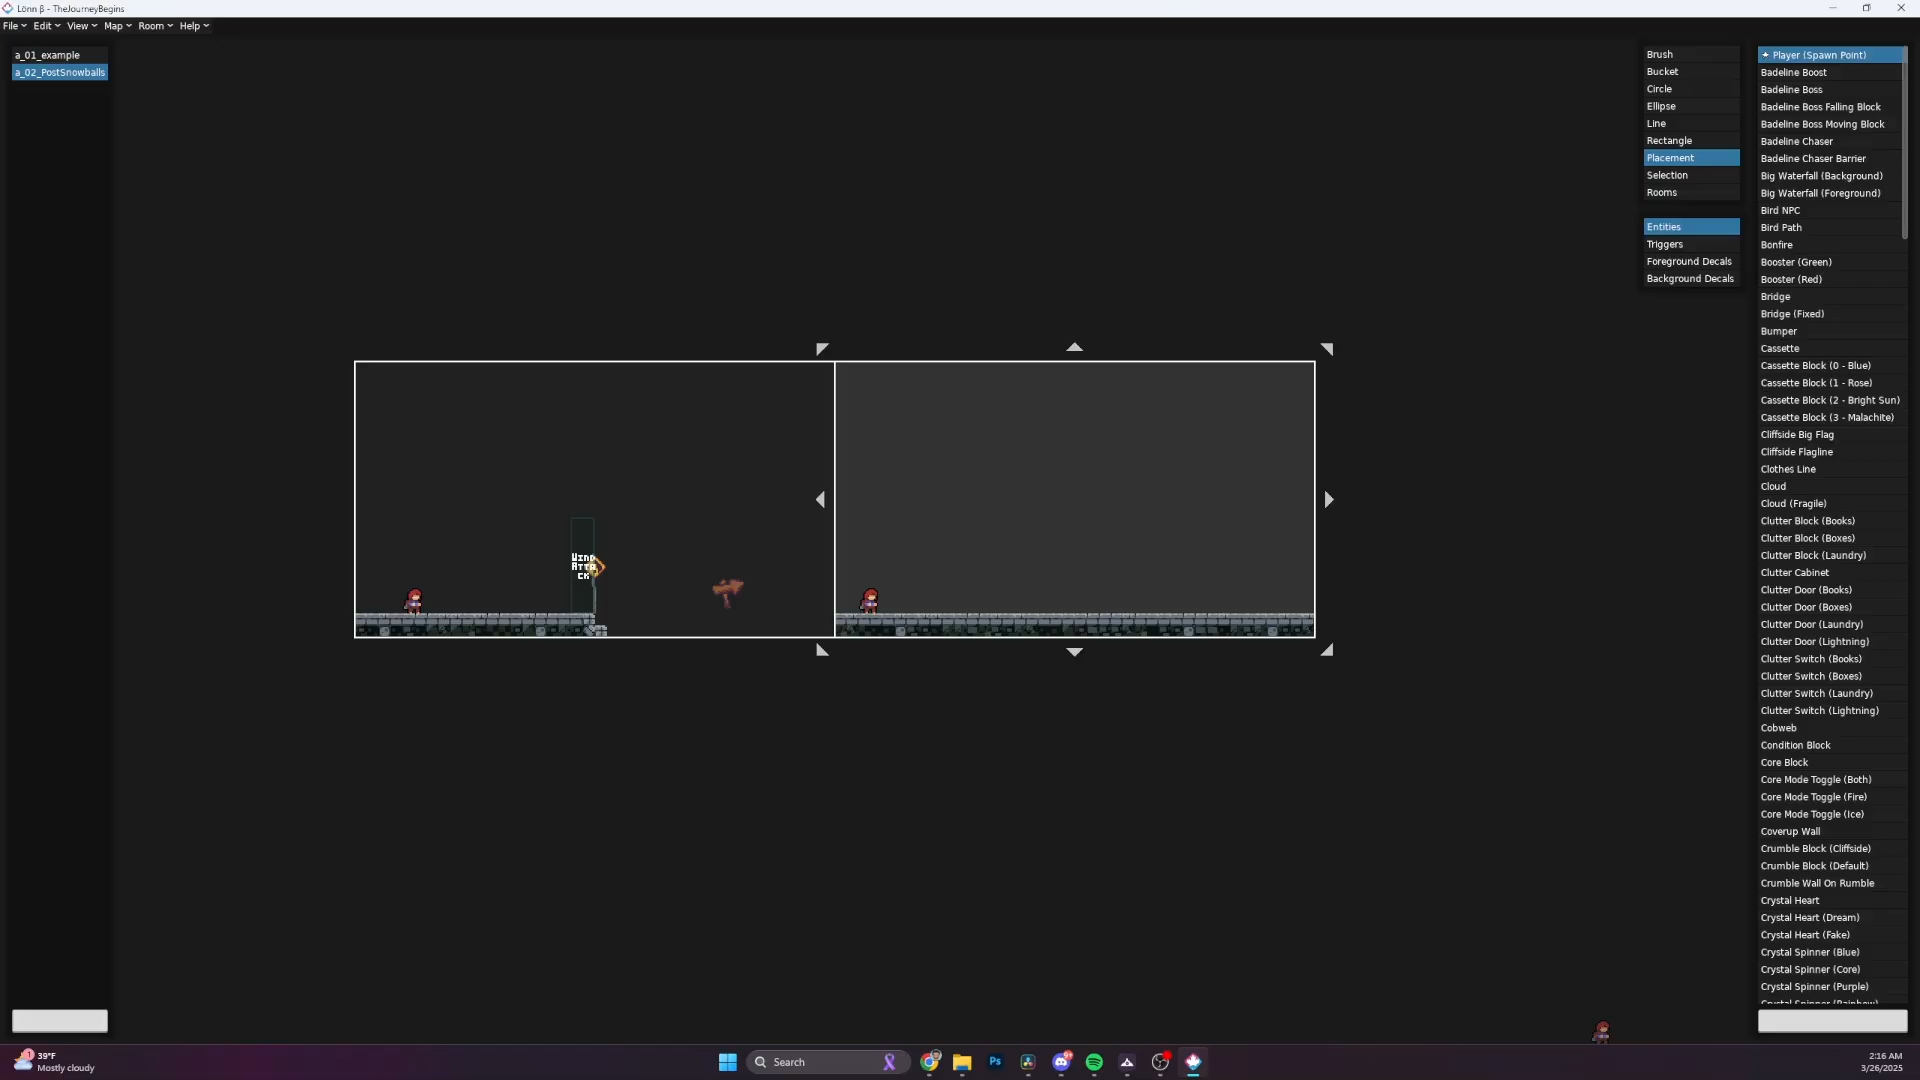 Lönn β - TheJourneyBegins
File
Edit
View
Map
Room
Help
a_01_example
a_02_PostSnowballs
Wind
Atta
ck
Brush
Bucket
Circle
Ellipse
Line
Rectangle
Placement
Selection
Rooms
Entities
Triggers
Foreground Decals
Background Decals
★ Player (Spawn Point)
Badeline Boost
Badeline Boss
Badeline Boss Falling Block
Badeline Boss Moving Block
Badeline Chaser
Badeline Chaser Barrier
Big Waterfall (Background)
Big Waterfall (Foreground)
Bird NPC
Bird Path
Bonfire
Booster (Green)
Booster (Red)
Bridge
Bridge (Fixed)
Bumper
Cassette
Cassette Block (0 - Blue)
Cassette Block (1 - Rose)
Cassette Block (2 - Bright Sun)
Cassette Block (3 - Malachite)
Cliffside Big Flag
Cliffside Flagline
Clothes Line
Cloud
Cloud (Fragile)
Clutter Block (Books)
Clutter Block (Boxes)
Clutter Block (Laundry)
Clutter Cabinet
Clutter Door (Books)
Clutter Door (Boxes)
Clutter Door (Laundry)
Clutter Door (Lightning)
Clutter Switch (Books)
Clutter Switch (Boxes)
Clutter Switch (Laundry)
Clutter Switch (Lightning)
Cobweb
Condition Block
Core Block
Core Mode Toggle (Both)
Core Mode Toggle (Fire)
Core Mode Toggle (Ice)
Coverup Wall
Crumble Block (Cliffside)
Crumble Block (Default)
Crumble Wall On Rumble
Crystal Heart
Crystal Heart (Dream)
Crystal Heart (Fake)
Crystal Spinner (Blue)
Crystal Spinner (Core)
Crystal Spinner (Purple)
Crystal Spinner (Rainbow)
1
39°F
Mostly cloudy
Search
Ps
2:16 AM
3/26/2025